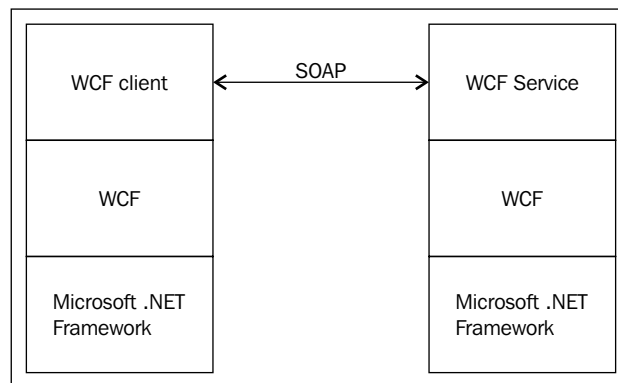 WCF client
SOAP
WCF Service
WCF
WCF
Microsoft .NET
Framework
Microsoft .NET
Framework